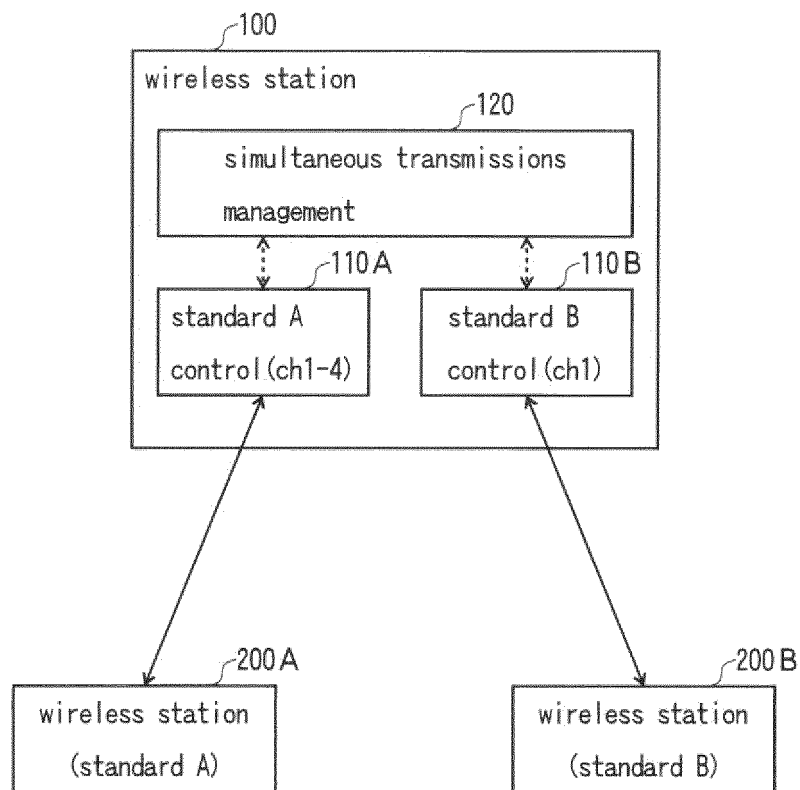 100
wireless station
120
simultaneous transmissions
management
110A
110B
standard A
control(ch1-4)
standard B
control(ch1)
200A
200B
wireless station
(standard A)
wireless station
(standard B)